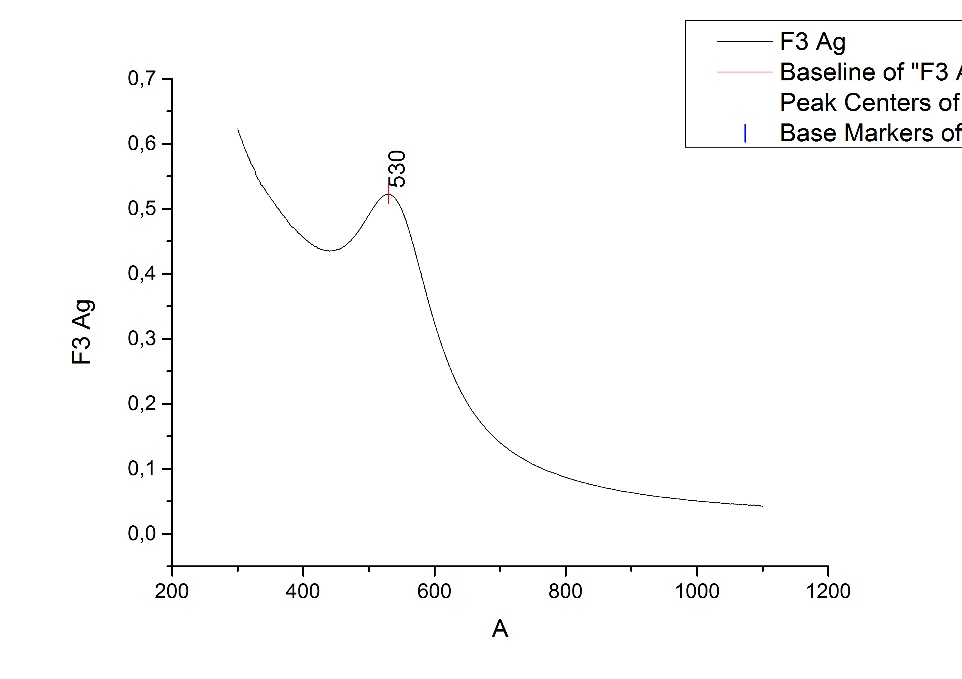 F3 Ag
Baseline of "F3 A
Peak Centers of
Base Markers of
0,7
0,6
0,5
0,4
0,3
0,2
0,1
0,0
530
F3 Ag
200 400 600 800 1000 1200
A